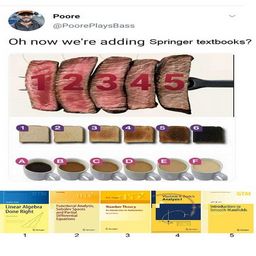 Poore
@PoorePlaysBass
Oh now we're adding Springer textbooks?
1 2 3 4 5
1 2 3 4 5 6
A B C D E F
Linear Algebra
Done Right
Functional Analysis,
Sobolev Spaces and
Partial Differential
Equations
Number Theory
Analysis I
GTM
Introduction to
Smooth Manifolds
1 2 3 4 5